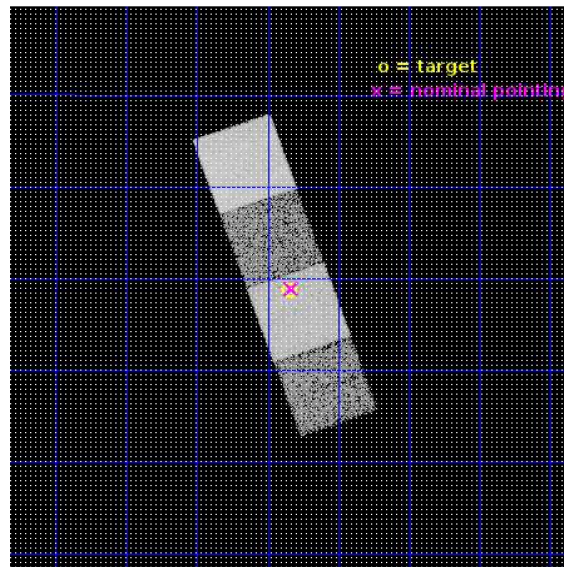 o = target
x = nominal pointin